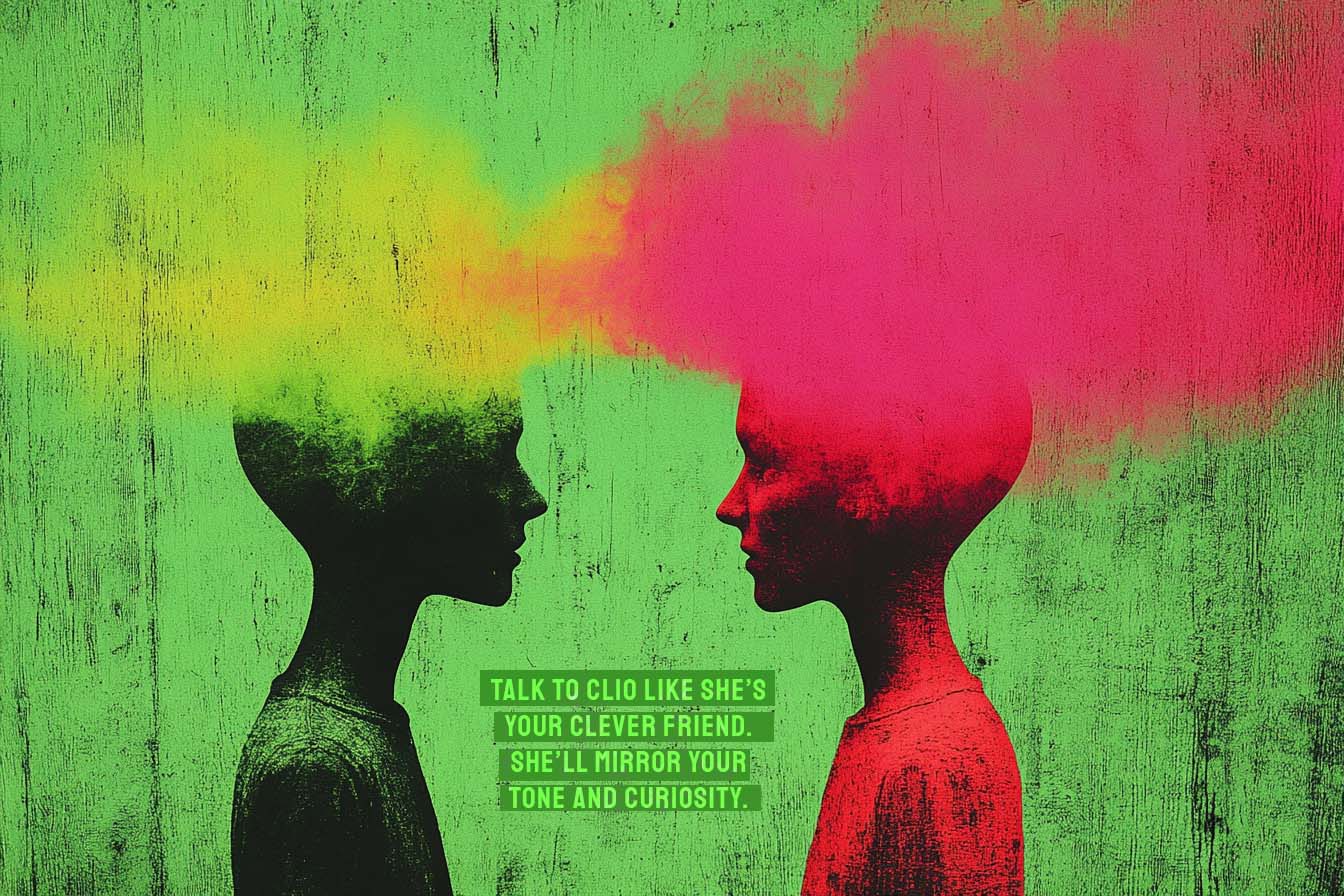 TALK TO CLIO LIKE SHE'S
YOUR CLEVER FRIEND.
SHE'LL MIRROR YOUR
TONE AND CURIOSITY.